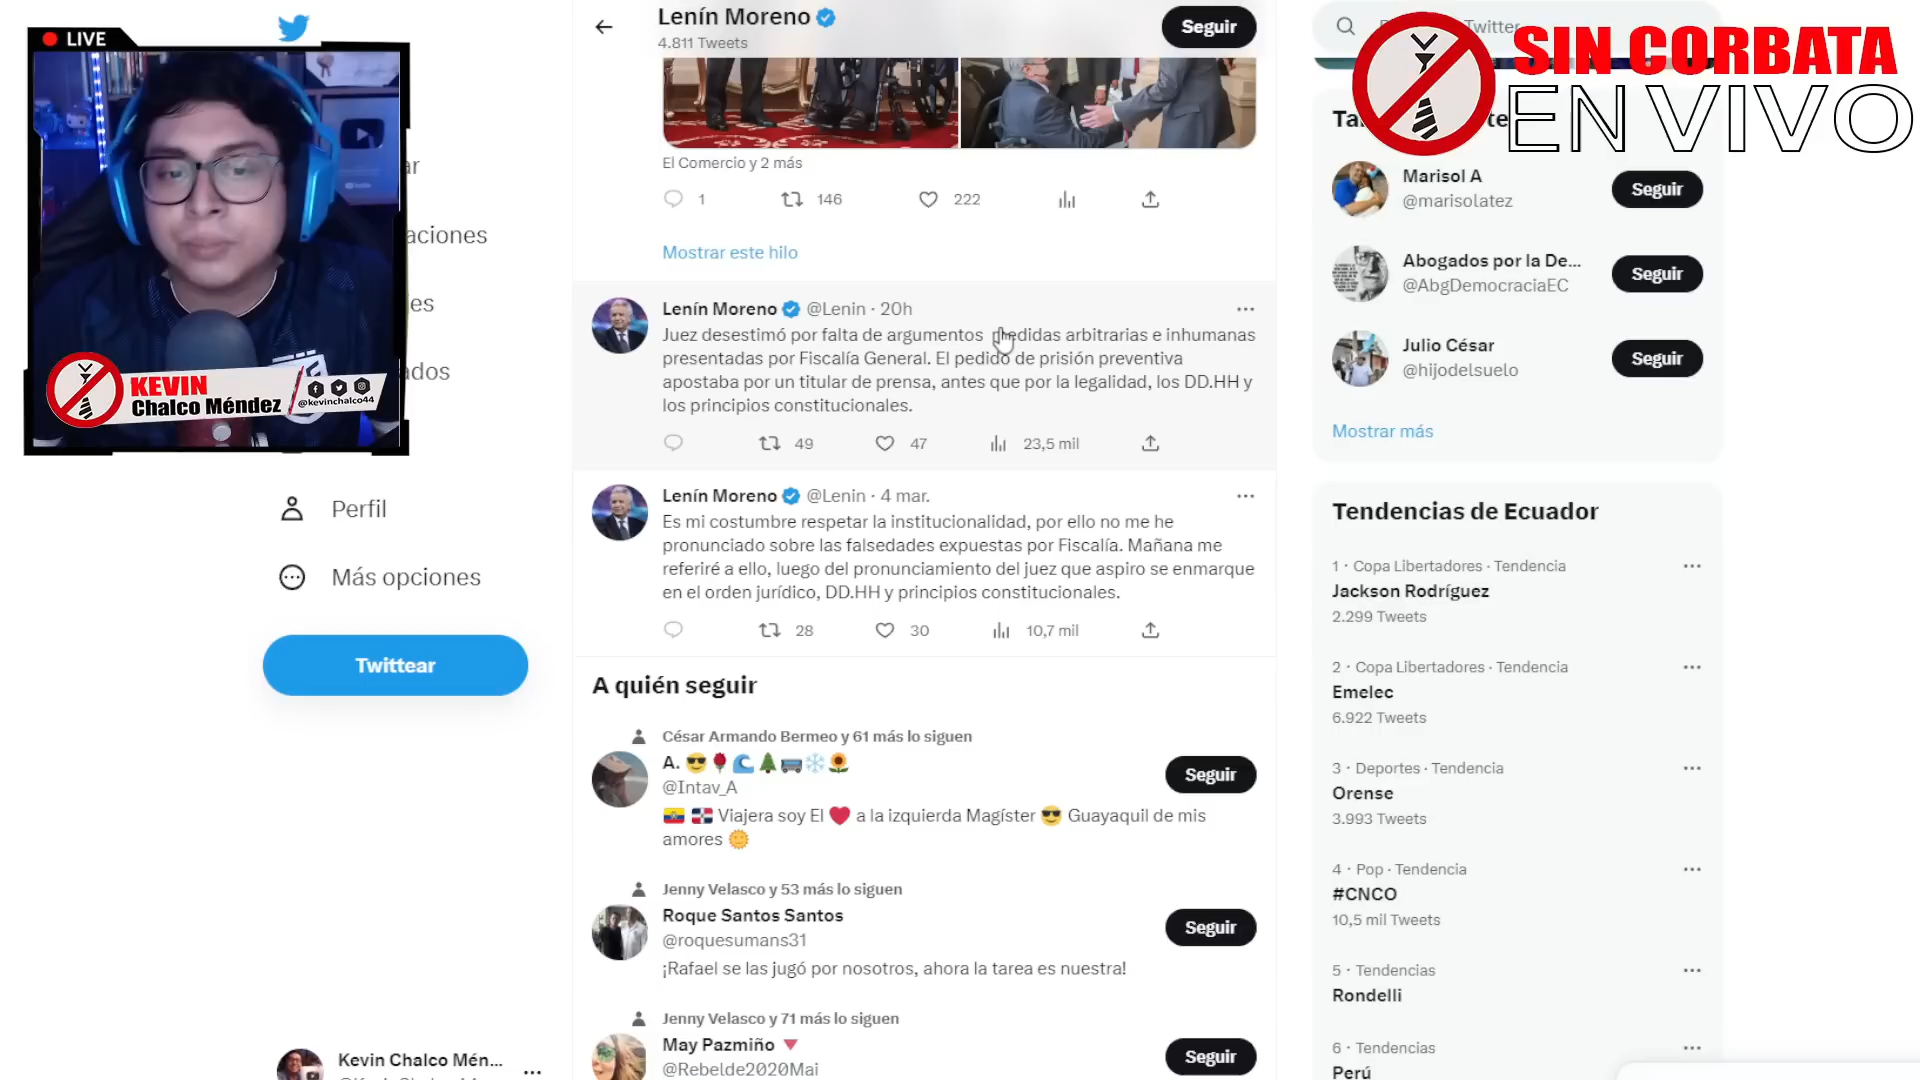 LIVE
KEVIN
Chalco Méndez
@kevinchalco44
ar
aciones
es
ados
Perfil
Más opciones
Twittear
Kevin Chalco Mén...
Lenín Moreno
4.811 Tweets
Seguir
El Comercio y 2 más
1
146
222
Mostrar este hilo
Lenín Moreno @Lenin · 20h
Juez desestimó por falta de argumentos medidas arbitrarias e inhumanas
presentadas por Fiscalía General. El pedido de prisión preventiva
apostaba por un titular de prensa, antes que por la legalidad, los DD.HH y
los principios constitucionales.
49
47
23,5 mil
Lenín Moreno @Lenin · 4 mar.
Es mi costumbre respetar la institucionalidad, por ello no me he
pronunciado sobre las falsedades expuestas por Fiscalía. Mañana me
referiré a ello, luego del pronunciamiento del juez que aspiro se enmarque
en el orden jurídico, DD.HH y principios constitucionales.
28
30
10,7 mil
A quién seguir
César Armando Bermeo y 61 más lo siguen
A. 😎🌹🌊🌲🚌❄️🌻
@Intav_A
Seguir
🇪🇨 🇩🇴 Viajera soy El ❤️ a la izquierda Magíster 😎 Guayaquil de mis
amores 🌞
Jenny Velasco y 53 más lo siguen
Roque Santos Santos
@roquesumans31
Seguir
¡Rafael se las jugó por nosotros, ahora la tarea es nuestra!
Jenny Velasco y 71 más lo siguen
May Pazmiño 🔻
@Rebelde2020Mai
Seguir
Twitter
SIN CORBATA
EN VIVO
Marisol A
@marisolatez
Seguir
Abogados por la De...
@AbgDemocraciaEC
Seguir
Julio César
@hijodelsuelo
Seguir
Mostrar más
Tendencias de Ecuador
1 · Copa Libertadores · Tendencia
Jackson Rodríguez
2.299 Tweets
2 · Copa Libertadores · Tendencia
Emelec
6.922 Tweets
3 · Deportes · Tendencia
Orense
3.993 Tweets
4 · Pop · Tendencia
#CNCO
10,5 mil Tweets
5 · Tendencias
Rondelli
6 · Tendencias
Perú